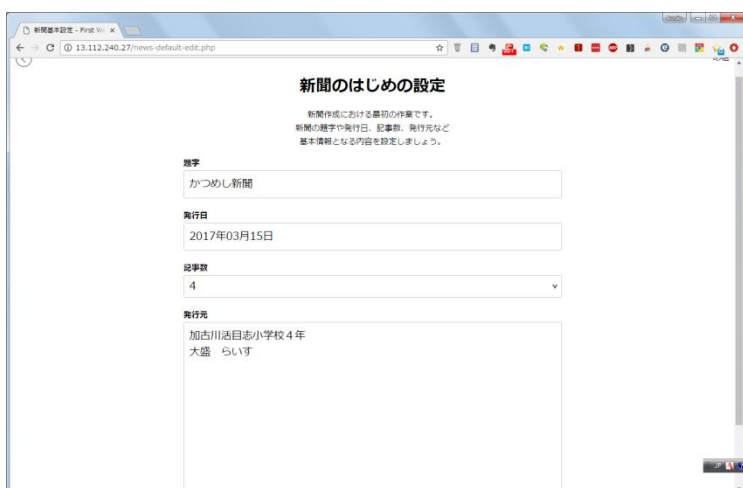 新聞基本設定 - First W
13.112.240.27/news-default-edit.php
新聞のはじめの設定
新聞作成における最初の作業です。
新聞の題字や発行日、記事数、発行元など
基本情報となる内容を設定しましょう。
題字
かつめし新聞
発行日
2017年03月15日
記事数
4
発行元
加古川活目志小学校4年
大盛 らいす
JP